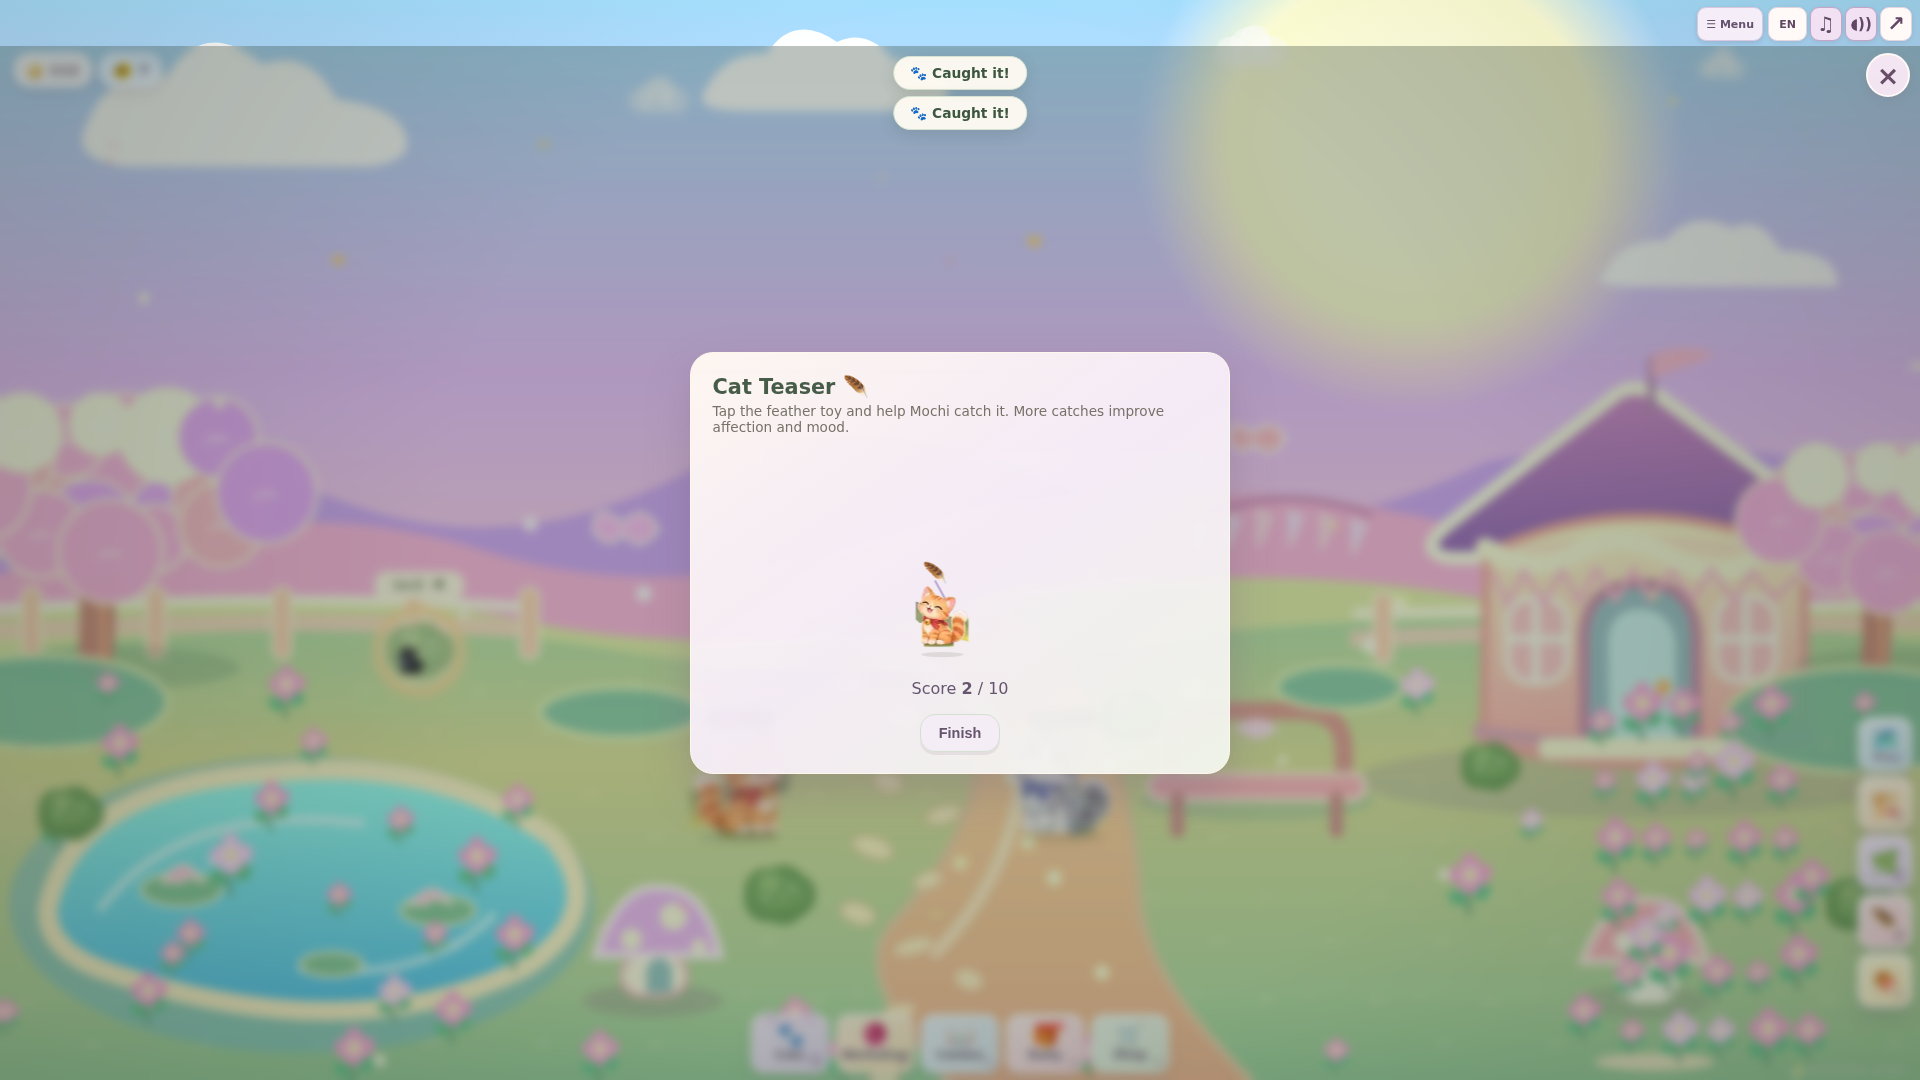 ☰ Menu
EN
🐾 Caught it!
🐾 Caught it!
Cat Teaser 🪶
Tap the feather toy and help Mochi catch it. More catches improve
affection and mood.
Score 2 / 10
Finish